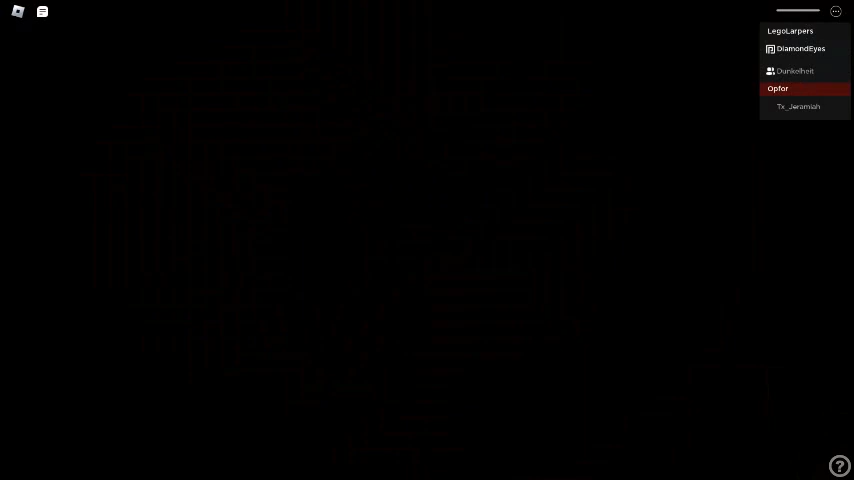 LegoLarpers
DiamondEyes
Dunkelheit
Opfor
Tx_Jeramiah
?